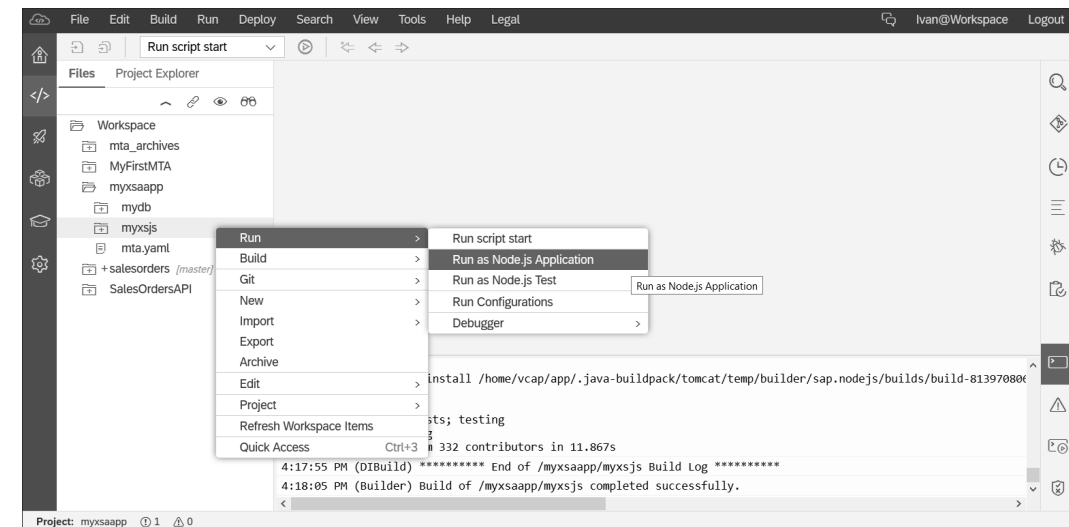 File Edit Build Run Deploy Search View Tools Help Legal Ivan@Workspace Logout
Run script start
Files Project Explorer
Workspace
mta_archives
MyFirstMTA
myxsaapp
mydb
myxsjs
mta.yaml
+salesorders [master]
SalesOrdersAPI
Run >
Build >
Git >
New >
Import >
Export
Archive
Edit >
Project >
Refresh Workspace Items
Quick Access Ctrl+3
Run script start
Run as Node.js Application
Run as Node.js Test
Run Configurations
Debugger >
Run as Node.js Application
install /home/vcap/app/.java-buildpack/tomcat/temp/builder/sap.nodejs/builds/build-81397080
sts; testing
332 contributors in 11.867s
4:17:55 PM (DIBuild) ********** End of /myxsaapp/myxsjs Build Log **********
4:18:05 PM (Builder) Build of /myxsaapp/myxsjs completed successfully.
Project: myxsaapp 1 0